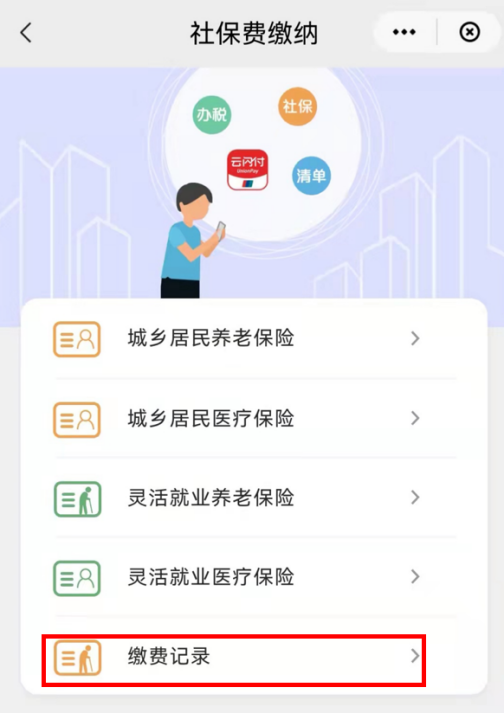 社保费缴纳
办税
社保
云闪付
UnionPay
清单
城乡居民养老保险
城乡居民医疗保险
灵活就业养老保险
灵活就业医疗保险
缴费记录